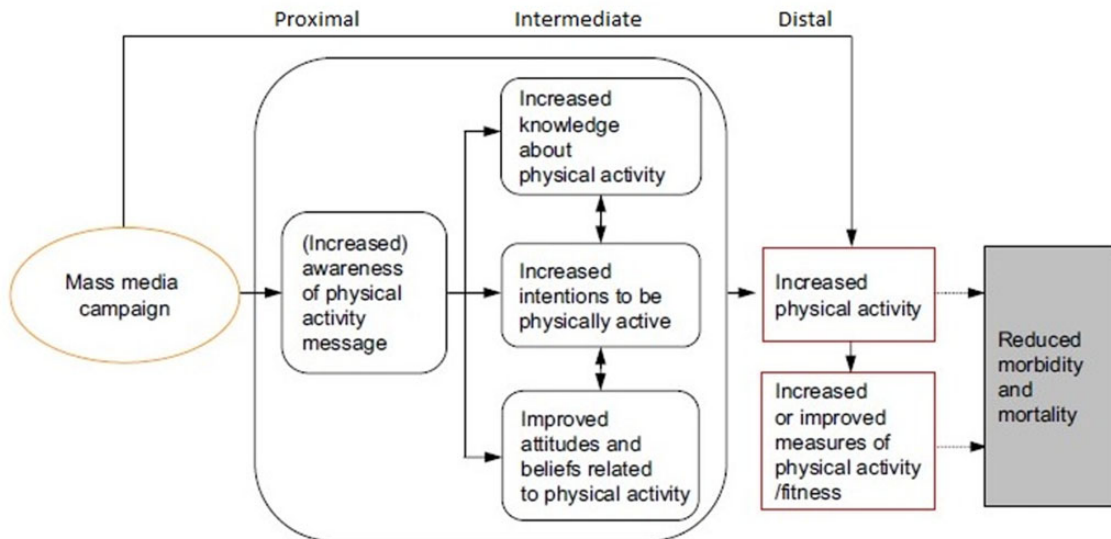 Proximal
Intermediate
Distal
Mass media
campaign
(Increased)
awareness
of physical
activity
message
Increased
knowledge
about
physical activity
Increased
intentions to be
physically active
Improved
attitudes and
beliefs related
to physical activity
Increased
physical activity
Increased
or improved
measures of
physical activity
/fitness
Reduced
morbidity
and
mortality